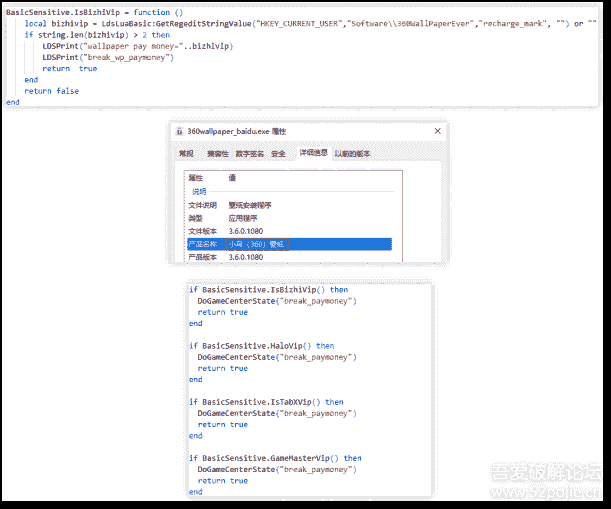 BasicSensitive.IsBizhiVip = function ()
local bizhivip = LdsLuaBasic:GetRegeditStringValue("HKEY_CURRENT_USER","Software\\360WallPaperEver","recharge_mark", "") or ""
if string.len(bizhivip) > 2 then
LDSPrint("wallpaper pay money="..bizhivip)
LDSPrint("break_wp_paymoney")
return true
end
return false
end
360wallpaper_baidu.exe 属性
常规 兼容性 数字签名 安全 详细信息 以前的版本
属性 值
说明
文件说明 壁纸安装程序
类型 应用程序
文件版本 3.6.0.1080
产品名称 小鸟（360）壁纸
产品版本 3.6.0.1080
if BasicSensitive.IsBizhiVip() then
DoGameCenterState("break_paymoney")
return true
end
if BasicSensitive.HaloVip() then
DoGameCenterState("break_paymoney")
return true
end
if BasicSensitive.IsTabXVip() then
DoGameCenterState("break_paymoney")
return true
end
if BasicSensitive.GameMasterVip() then
DoGameCenterState("break_paymoney")
return true
end
吾爱破解论坛
www.52pojie.cn